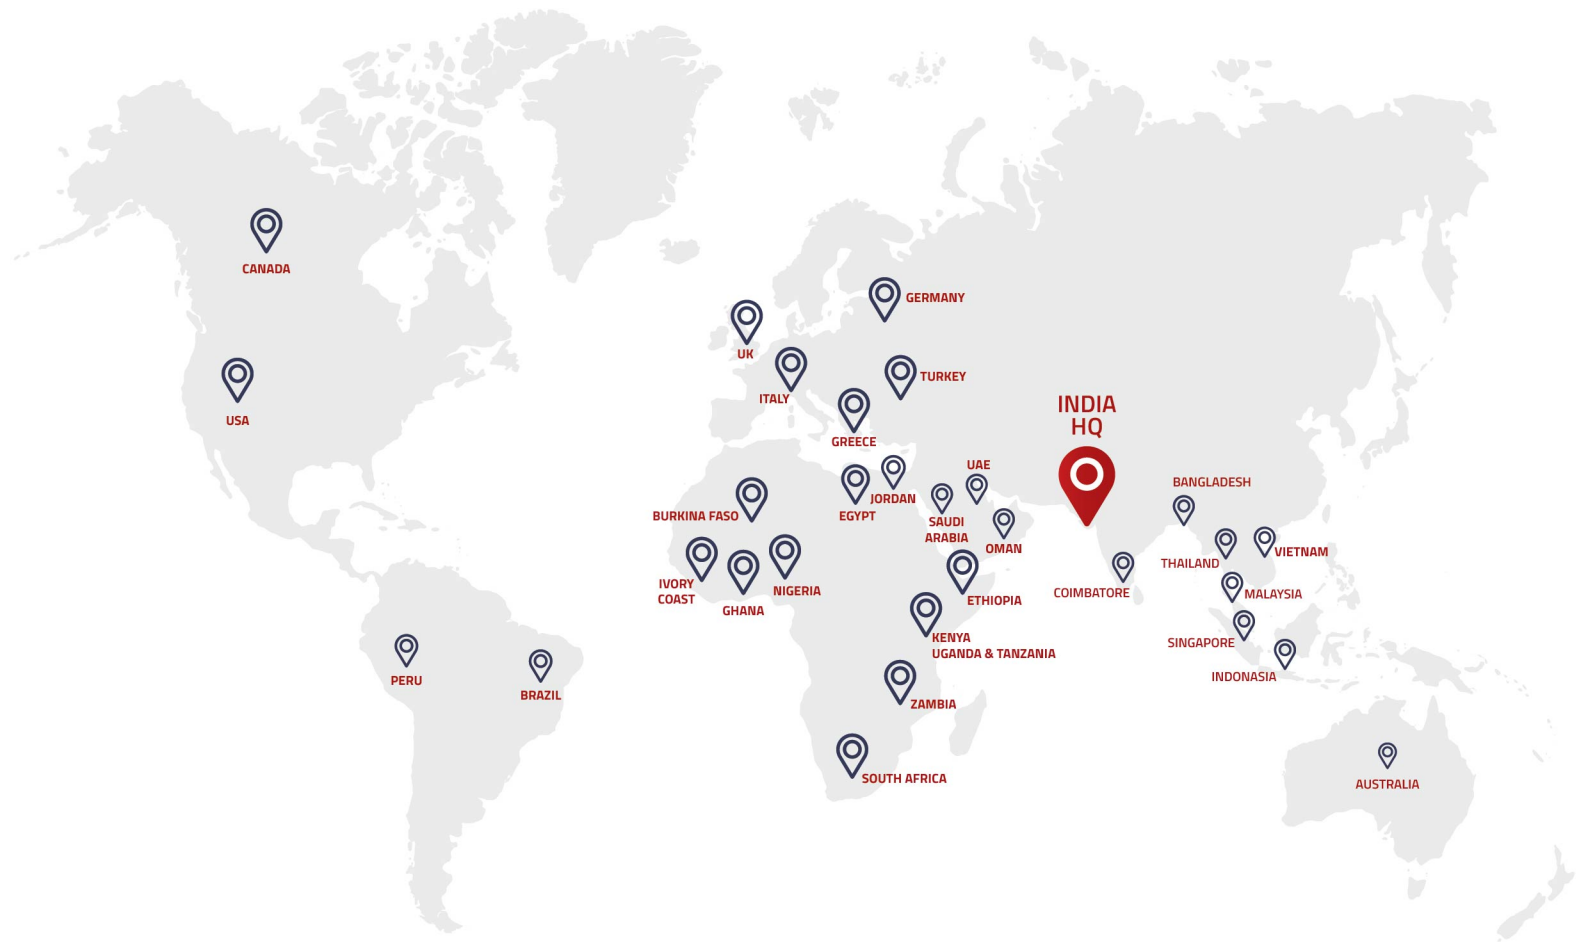 CANADA
USA
PERU
BRAZIL
UK
ITALY
GERMANY
TURKEY
GREECE
BURKINA FASO
IVORY
COAST
GHANA
NIGERIA
EGYPT
JORDAN
SAUDI
ARABIA
UAE
OMAN
ETHIOPIA
KENYA
UGANDA & TANZANIA
ZAMBIA
SOUTH AFRICA
INDIA
HQ
COIMBATORE
BANGLADESH
THAILAND
VIETNAM
MALAYSIA
SINGAPORE
INDONASIA
AUSTRALIA